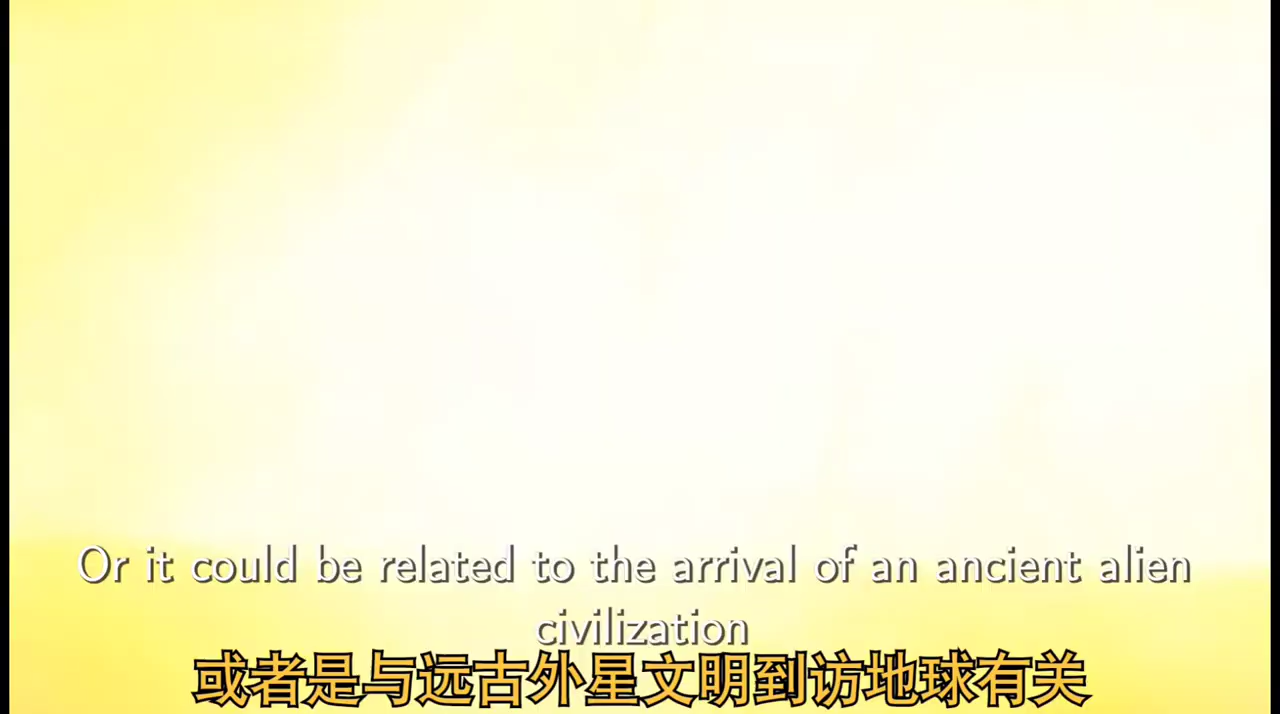 Or it could be related to the arrival of an ancient alien
civilization
或者是与远古外星文明到访地球有关